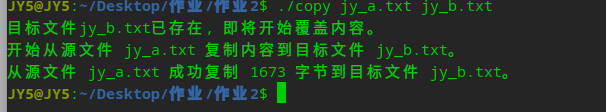 JY5@JY5:~/Desktop/作业/作业2$ ./copy jy_a.txt jy_b.txt
目标文件jy_b.txt已存在，即将开始覆盖内容。
开始从源文件 jy_a.txt 复制内容到目标文件 jy_b.txt。
从源文件 jy_a.txt 成功复制 1673 字节到目标文件 jy_b.txt。
JY5@JY5:~/Desktop/作业/作业2$